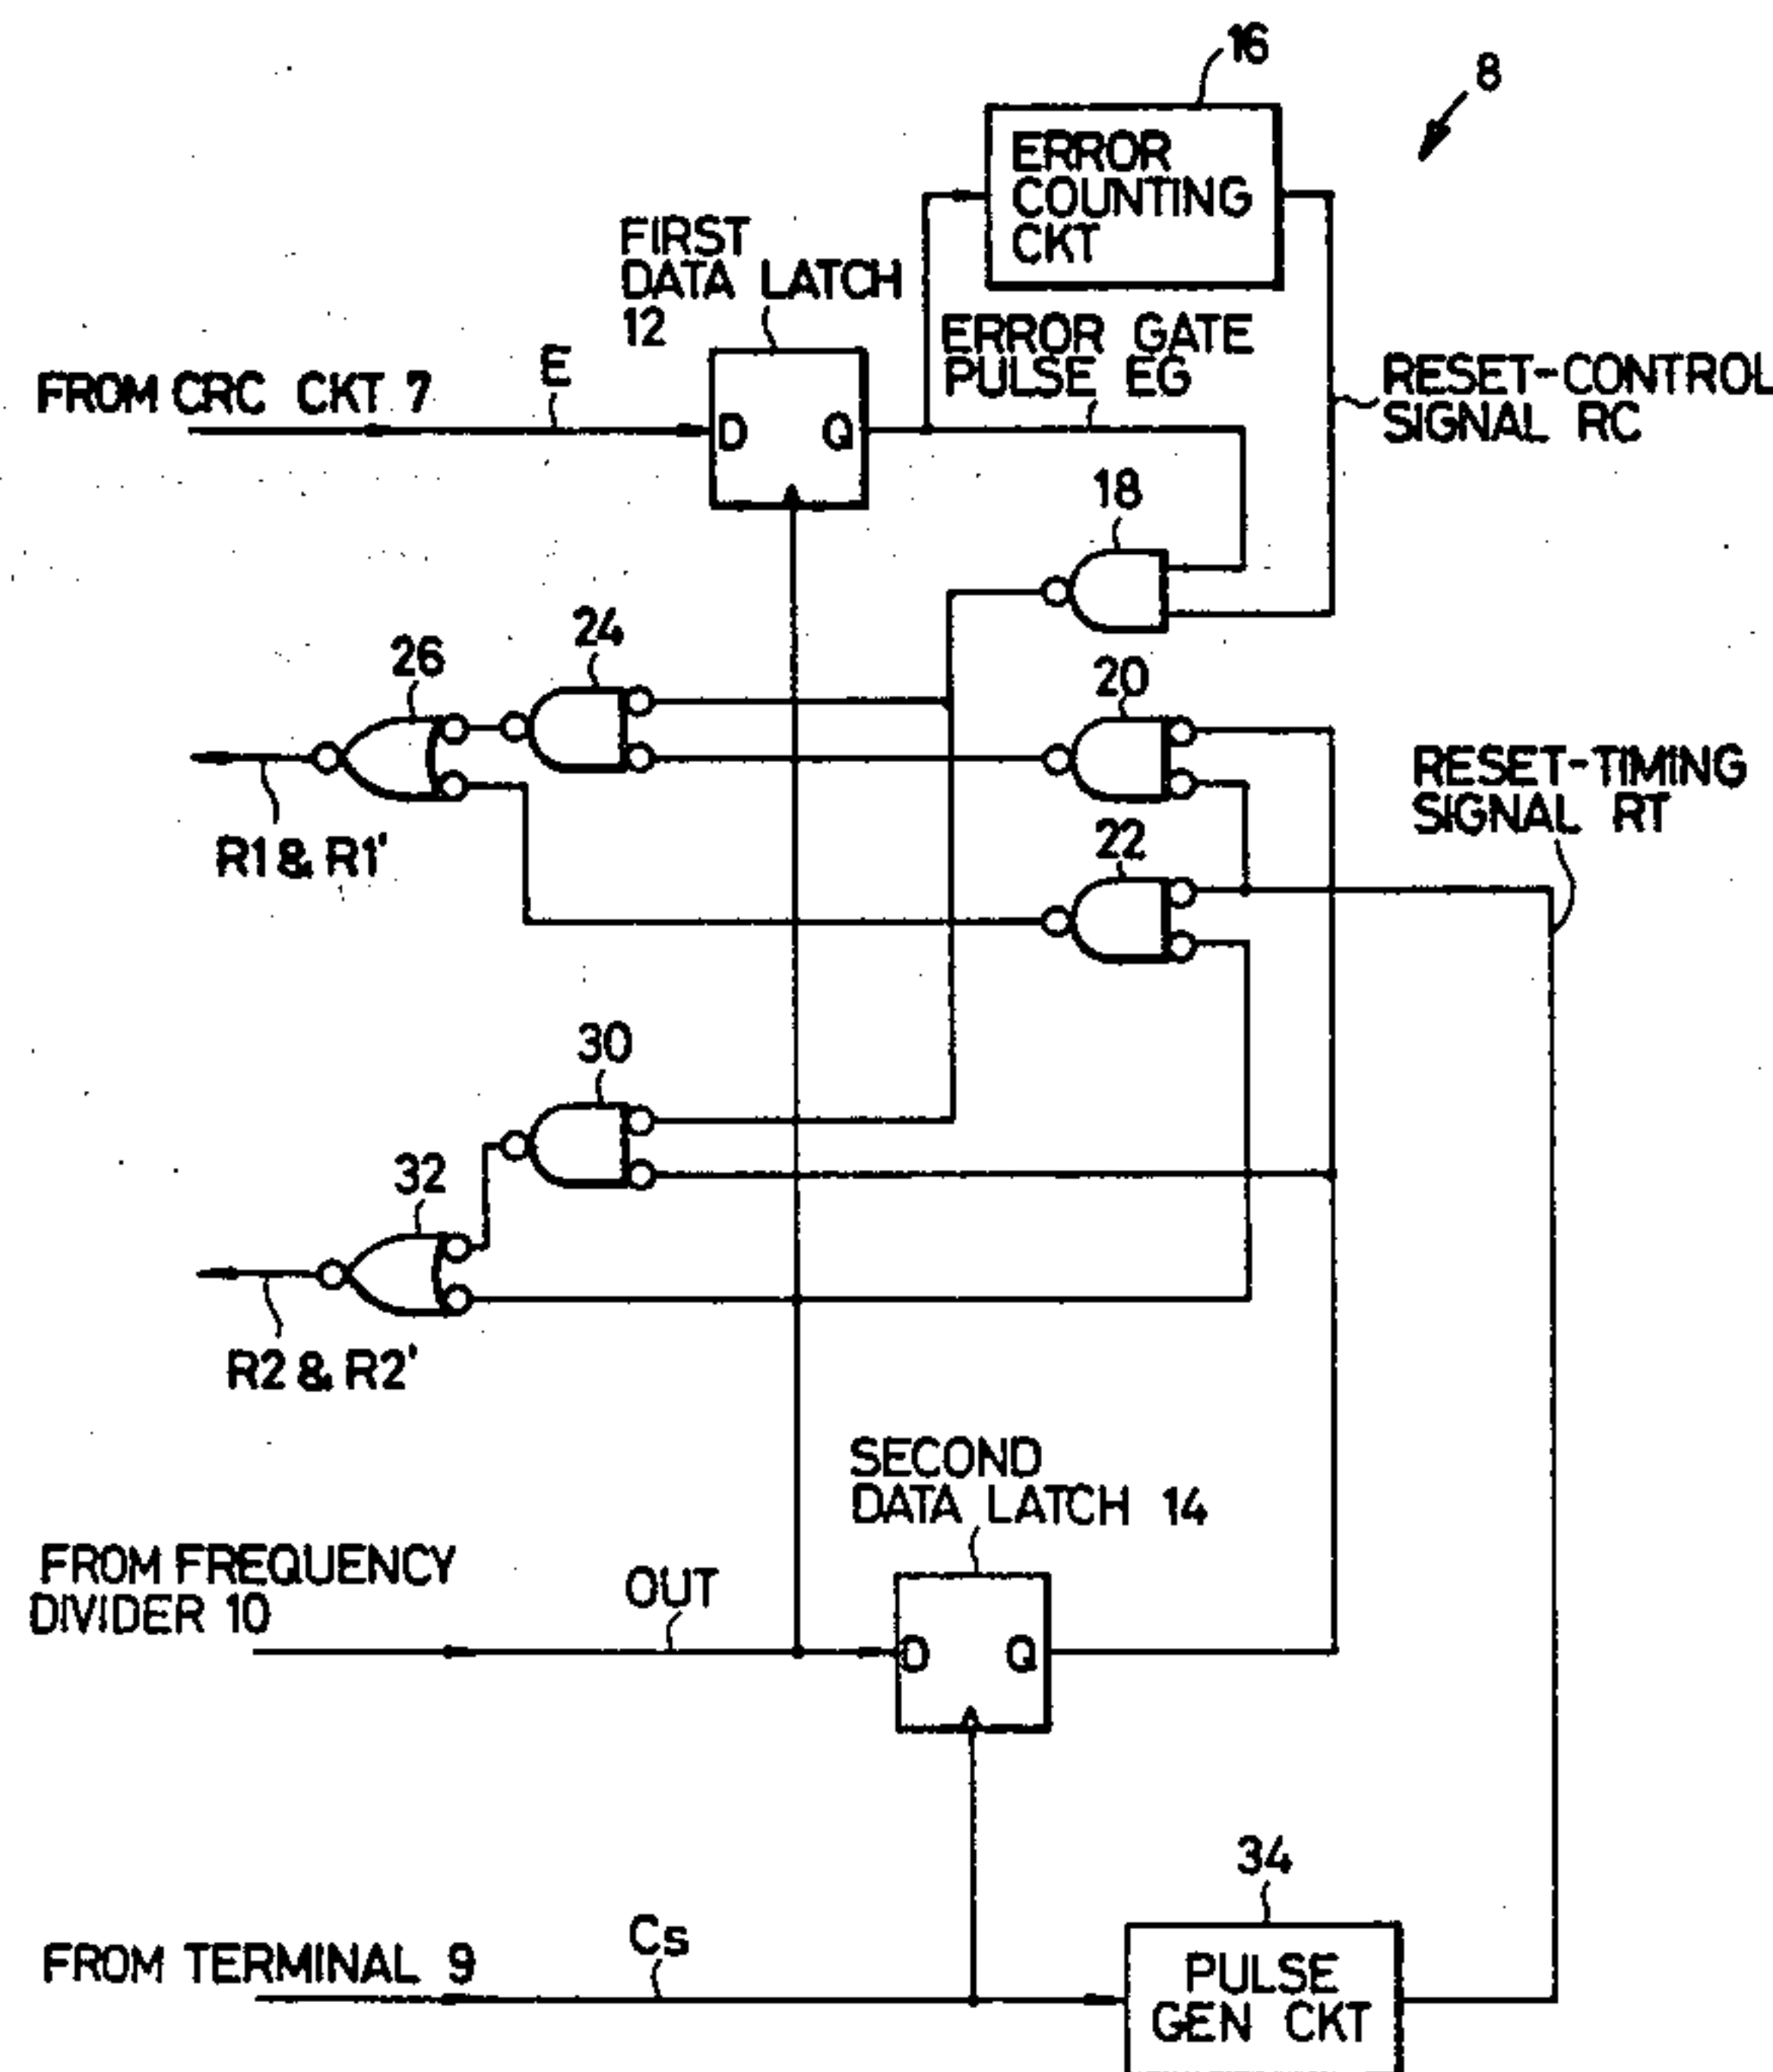 16
8
ERROR
COUNTING
CKT
FIRST
DATA LATCH
12
ERROR GATE
PULSE EG
FROM CRC CKT 7
E
D
Q
RESET-CONTROL
SIGNAL RC
18
24
26
20
RESET-TIMING
SIGNAL RT
22
R1 & R1'
30
32
R2 & R2'
SECOND
DATA LATCH 14
FROM FREQUENCY
DIVIDER 10
OUT
D
Q
34
FROM TERMINAL 9
Cs
PULSE
GEN CKT